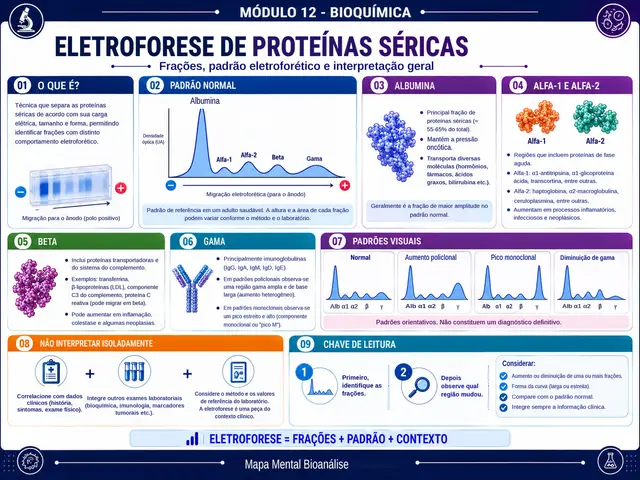 MÓDULO 12 - BIOQUÍMICA
ELETROFORESE DE PROTEÍNAS SÉRICAS
Frações, padrão eletroforético e interpretação geral
01 O QUE É?
Técnica que separa as proteínas
séricas de acordo com sua carga
elétrica, tamanho e forma, permitindo
identificar frações com distinto
comportamento eletroforético.
−
+
Migração para o ânodo (polo positivo)
02 PADRÃO NORMAL
Albumina
Densidade
óptica (UA)
Alfa-1
Alfa-2
Beta
Gama
−
+
Migração eletroforética (para o ânodo)
Padrão de referência em um adulto saudável. A altura e a área de cada fração
podem variar conforme o método e o laboratório.
03 ALBUMINA
• Principal fração de
proteínas séricas (≈
55-65% do total).
• Mantém a pressão
oncótica.
• Transporta diversas
moléculas (hormônios,
fármacos, ácidos
graxos, bilirrubina etc.).
Geralmente é a fração de maior amplitude no
padrão normal.
04 ALFA-1 E ALFA-2
Alfa-1
Alfa-2
• Regiões que incluem proteínas de fase
aguda.
• Alfa-1: α1-antitripsina, α1-glicoproteína
ácida, transcortina, entre outras.
• Alfa-2: haptoglobina, α2-macroglobulina,
ceruloplasmina, entre outras.
• Aumentam em processos inflamatórios,
infecciosos e neoplásicos.
05 BETA
• Inclui proteínas transportadoras e
do sistema do complemento.
• Exemplos: transferrina,
β-lipoproteínas (LDL), componente
C3 do complemento, proteína C
reativa (pode migrar em beta).
• Pode aumentar em inflamação,
colestase e algumas neoplasias.
06 GAMA
• Principalmente imunoglobulinas
(IgG, IgA, IgM, IgD, IgE).
• Em padrões policlonais observa-se
uma região gama ampla e de base
larga (aumento heterogêneo).
• Em padrões monoclonais observa-se
um pico estreito e alto (componente
monoclonal ou "pico M").
07 PADRÕES VISUAIS
Normal
Alb α1 α2 β γ
Aumento policlonal
Alb α1 α2 β γ
Pico monoclonal
Alb α1 α2 β γ
Diminuição de gama
Alb α1 α2 β γ
Padrões orientativos. Não constituem um diagnóstico definitivo.
08 NÃO INTERPRETAR ISOLADAMENTE
Correlacione com dados
clínicos (história,
sintomas, exame físico).
+
Integre outros exames laboratoriais
(bioquímica, imunologia, marcadores
tumorais etc.).
+
Considere o método e os valores
de referência do laboratório.
A eletroforese é uma peça do
contexto clínico.
09 CHAVE DE LEITURA
1
Primeiro,
identifique as
frações.
2
Depois
observe qual
região mudou.
Considerar:
Aumento ou diminuição de uma ou mais frações.
Forma da curva (larga ou estreita).
Compare com o padrão normal.
Integre sempre a informação clínica.
ELETROFORESE = FRAÇÕES + PADRÃO + CONTEXTO
Mapa Mental Bioanálise